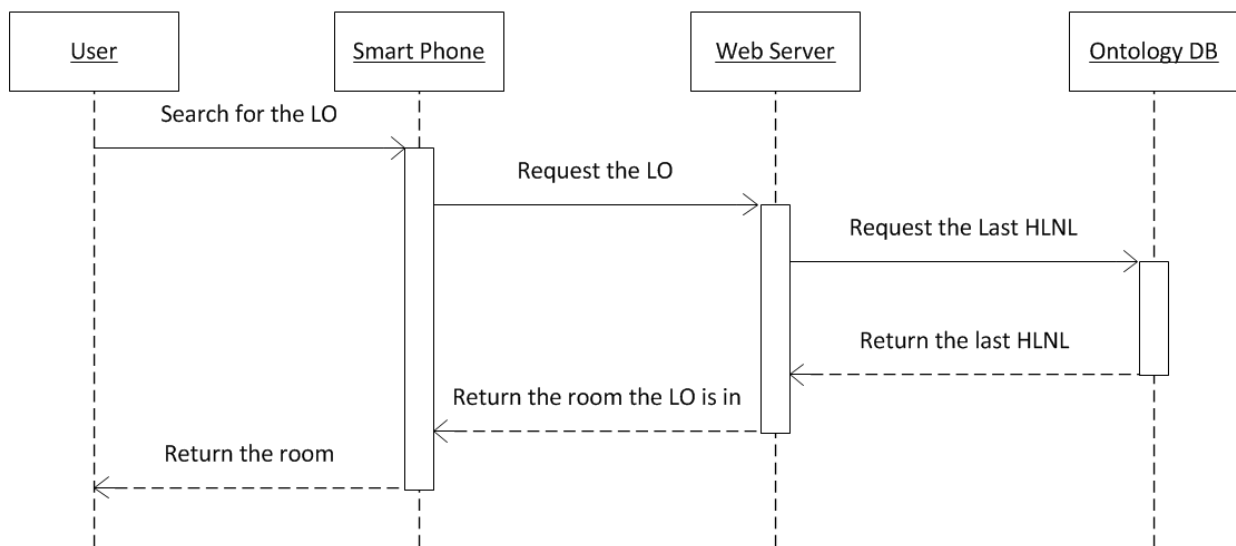 User
Smart Phone
Web Server
Ontology DB
Search for the LO
Request the LO
Request the Last HLNL
Return the last HLNL
Return the room the LO is in
Return the room